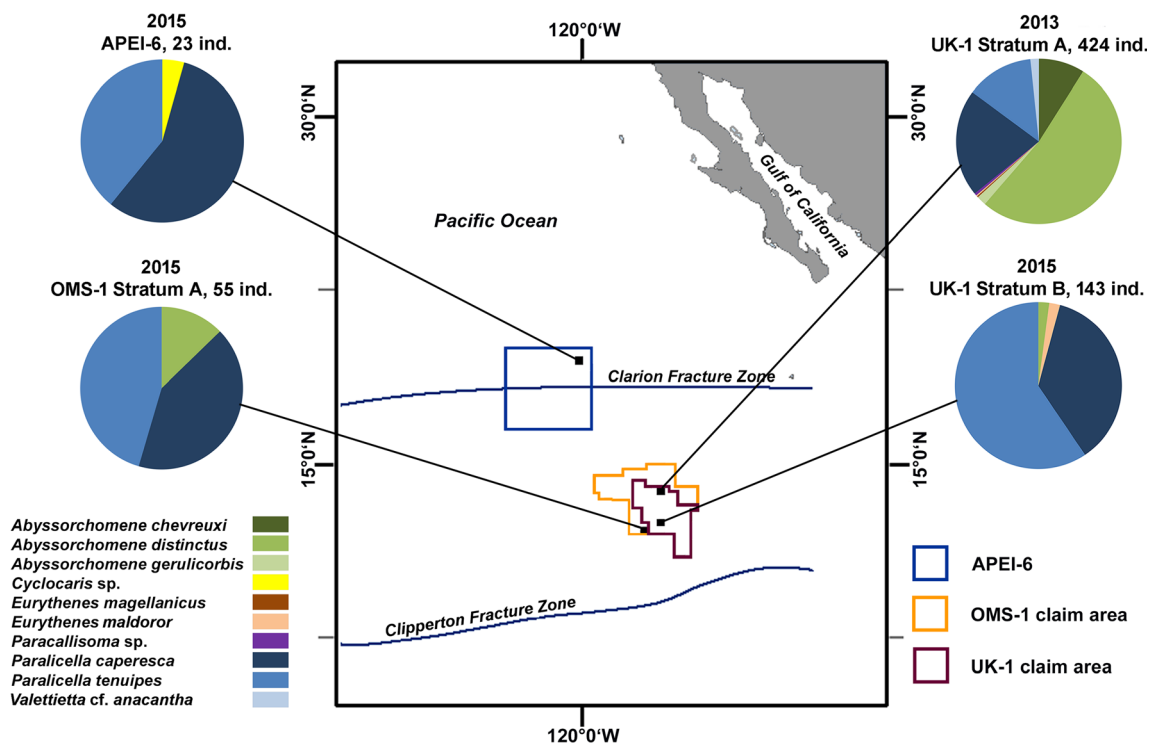 2015
APEI-6, 23 ind.
120°0‘W
2013
UK-1 Stratum A, 424 ind.
30°0‘N
30°0‘N
Gulf of California
Pacific Ocean
2015
OMS-1 Stratum A, 55 ind.
2015
UK-1 Stratum B, 143 ind.
Clarion Fracture Zone
15°0‘N
15°0‘N
Abyssorchomene chevreuxi
Abyssorchomene distinctus
Abyssorchomene gerulicorbis
Cyclocaris sp.
Eurythenes magellanicus
Eurythenes maldoror
Paracallisoma sp.
Paralicella caperesca
Paralicella tenuipes
Valettietta cf. anacantha
Clipperton Fracture Zone
APEI-6
OMS-1 claim area
UK-1 claim area
120°0‘W